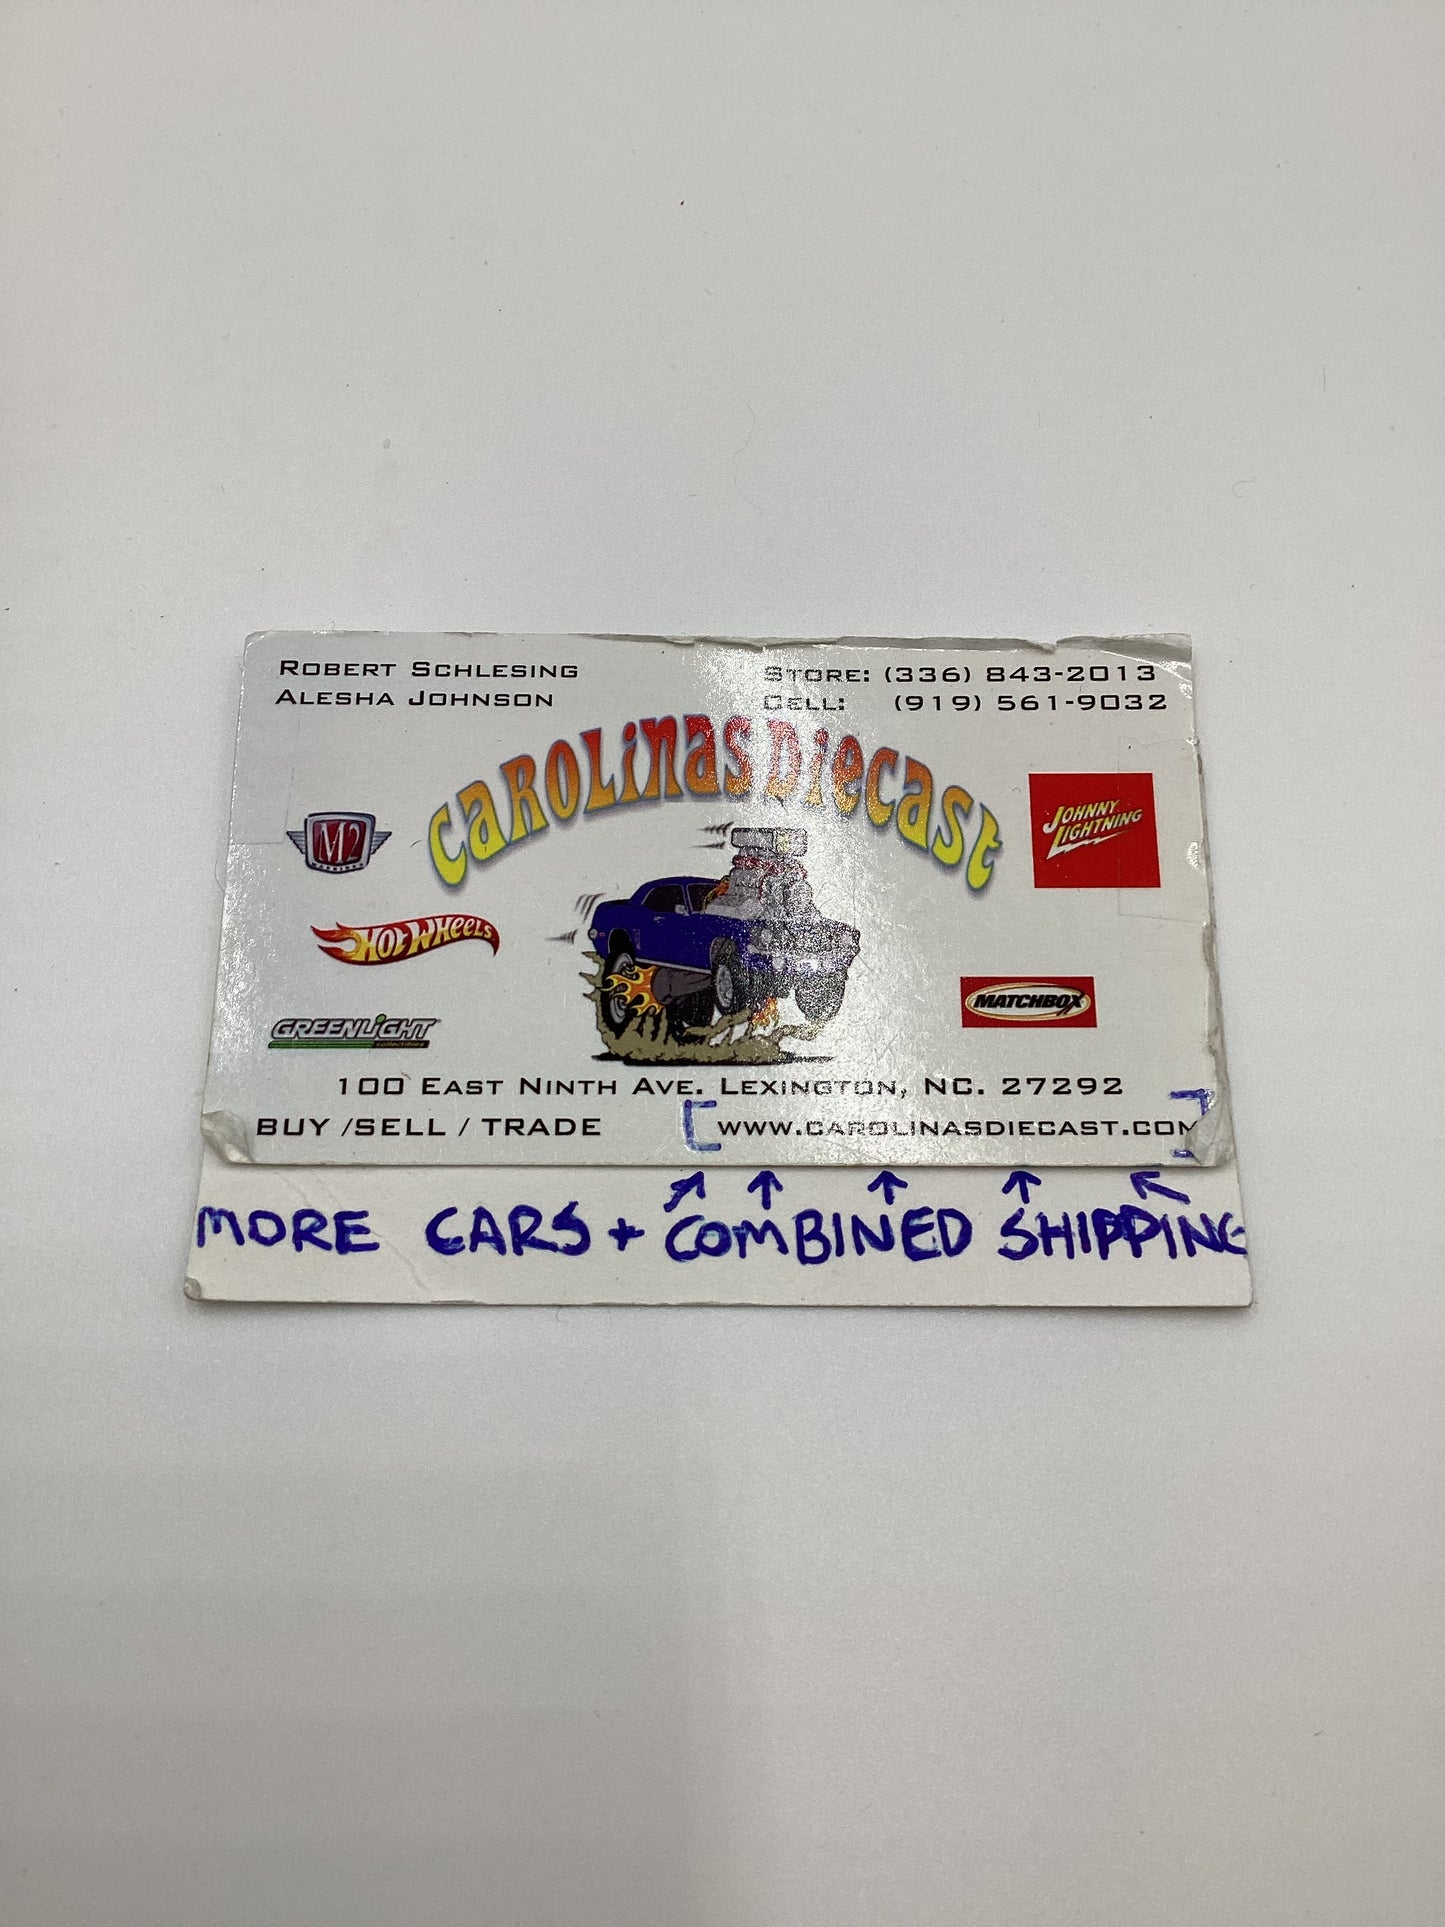 ROBERT SCHLESING
ALESHA JOHNSON
STORE: (336) 843-2013
CELL: (919) 561-9032
CAROLINAS DIECAST
M2
MACHINES
JOHNNY LIGHTNING
HOT WHEELS
MATCHBOX
GREENLIGHT
collectibles
100 EAST NINTH AVE. LEXINGTON, NC. 27292
BUY /SELL / TRADE
[WWW.CAROLINASDIECAST.COM]
MORE CARS + COMBINED SHIPPING